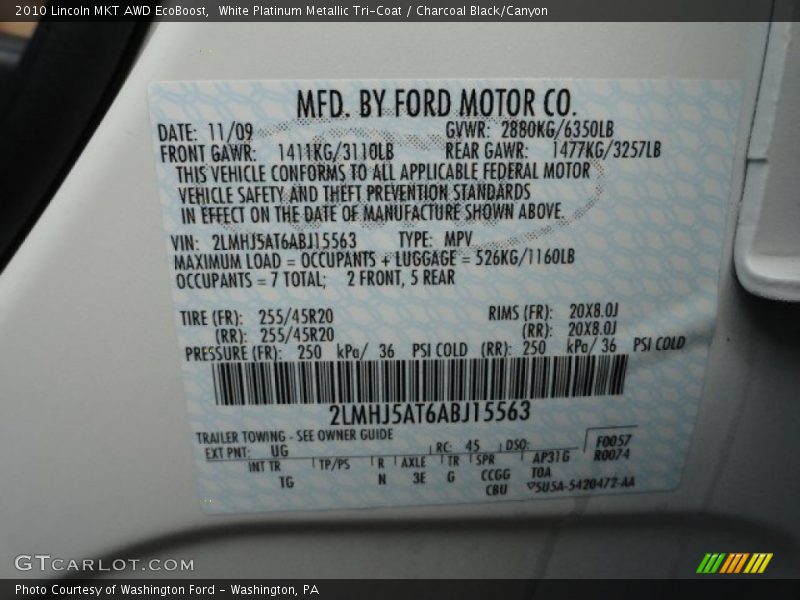 2010 Lincoln MKT AWD EcoBoost,  White Platinum Metallic Tri-Coat / Charcoal Black/Canyon
MFD. BY FORD MOTOR CO.
DATE: 11/09 GVWR: 2880KG/6350LB
FRONT GAWR: 1411KG/3110LB REAR GAWR: 1477KG/3257LB
THIS VEHICLE CONFORMS TO ALL APPLICABLE FEDERAL MOTOR
VEHICLE SAFETY AND THEFT PREVENTION STANDARDS
IN EFFECT ON THE DATE OF MANUFACTURE SHOWN ABOVE.
VIN: 2LMHJ5AT6ABJ15563 TYPE: MPV
MAXIMUM LOAD = OCCUPANTS + LUGGAGE = 526KG/1160LB
OCCUPANTS = 7 TOTAL; 2 FRONT, 5 REAR
TIRE (FR): 255/45R20 RIMS (FR): 20X8.0J
(RR): 255/45R20 (RR): 20X8.0J
PRESSURE (FR): 250 kPa/ 36 PSI COLD (RR): 250 kPa/ 36 PSI COLD
2LMHJ5AT6ABJ15563
TRAILER TOWING - SEE OWNER GUIDE
EXT PNT: UG RC: 45 DSO: F0057
R0074
INT TR TP/PS R AXLE TR SPR AP31G
TG N 3E G CCGG TOA
CBU 5U5A-5420472-AA
GTCARLOT.COM
Photo Courtesy of Washington Ford - Washington, PA